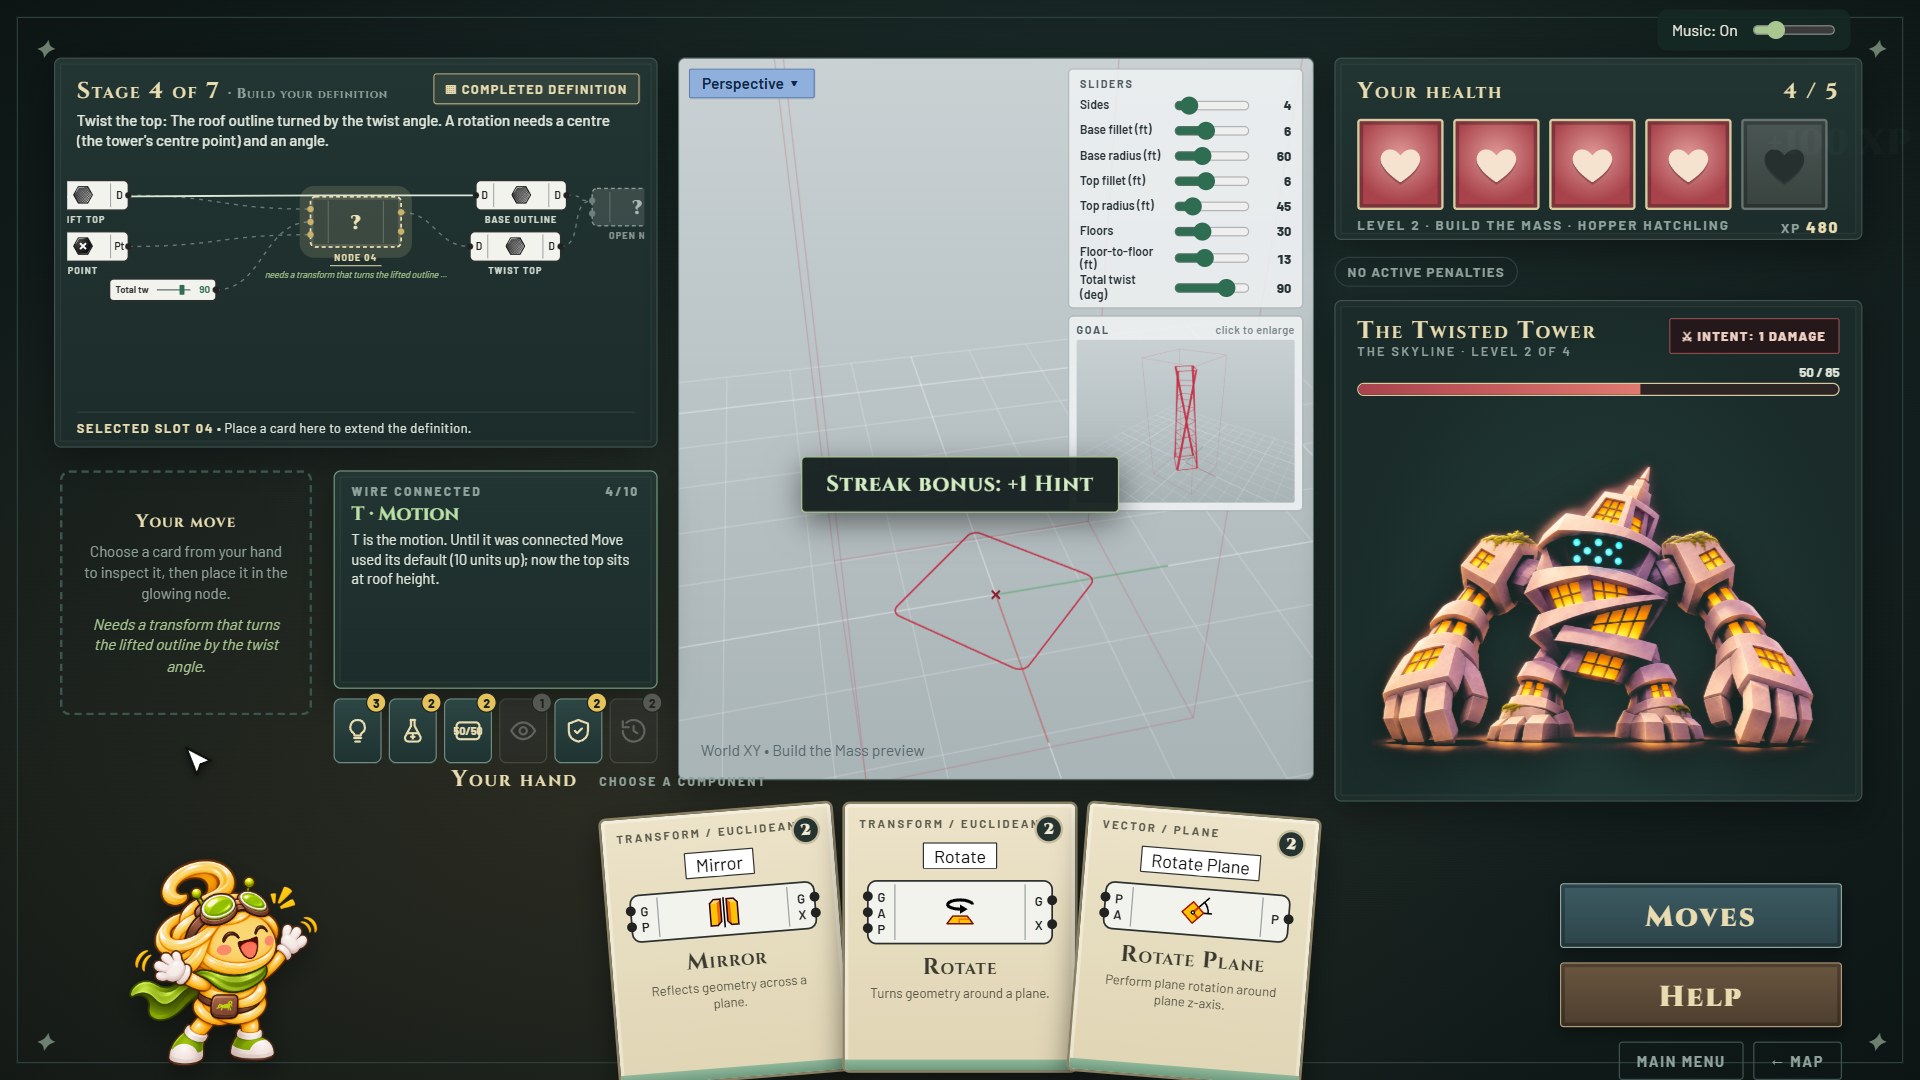 Music: On
STAGE 4 OF 7 · BUILD YOUR DEFINITION
COMPLETED DEFINITION
Twist the top: The roof outline turned by the twist angle. A rotation needs a centre
(the tower's centre point) and an angle.
D
IFT TOP
Pt
POINT
Total tw 90
?
NODE 04
needs a transform that turns the lifted outline ...
D D
BASE OUTLINE
D D
TWIST TOP
?
OPEN N
SELECTED SLOT 04 • Place a card here to extend the definition.
YOUR MOVE
Choose a card from your hand
to inspect it, then place it in the
glowing node.
Needs a transform that turns
the lifted outline by the twist
angle.
WIRE CONNECTED 4/10
T · MOTION
T is the motion. Until it was connected Move
used its default (10 units up); now the top sits
at roof height.
3 2 2 1 2 2
50/50
Perspective
SLIDERS
Sides 4
Base fillet (ft) 6
Base radius (ft) 60
Top fillet (ft) 6
Top radius (ft) 45
Floors 30
Floor-to-floor (ft) 13
Total twist (deg) 90
GOAL click to enlarge
STREAK BONUS: +1 HINT
World XY • Build the Mass preview
YOUR HEALTH 4 / 5
LEVEL 2 · BUILD THE MASS · HOPPER HATCHLING XP 480
NO ACTIVE PENALTIES
THE TWISTED TOWER
INTENT: 1 DAMAGE
THE SKYLINE · LEVEL 2 OF 4
50 / 85
YOUR HAND CHOOSE A COMPONENT
TRANSFORM / EUCLIDEAN 2
Mirror
G
P
G
X
MIRROR
Reflects geometry across a
plane.
TRANSFORM / EUCLIDEAN 2
Rotate
G
A
P
G
X
ROTATE
Turns geometry around a plane.
VECTOR / PLANE 2
Rotate Plane
P
A
P
ROTATE PLANE
Perform plane rotation around
plane z-axis.
MOVES
HELP
MAIN MENU
← MAP